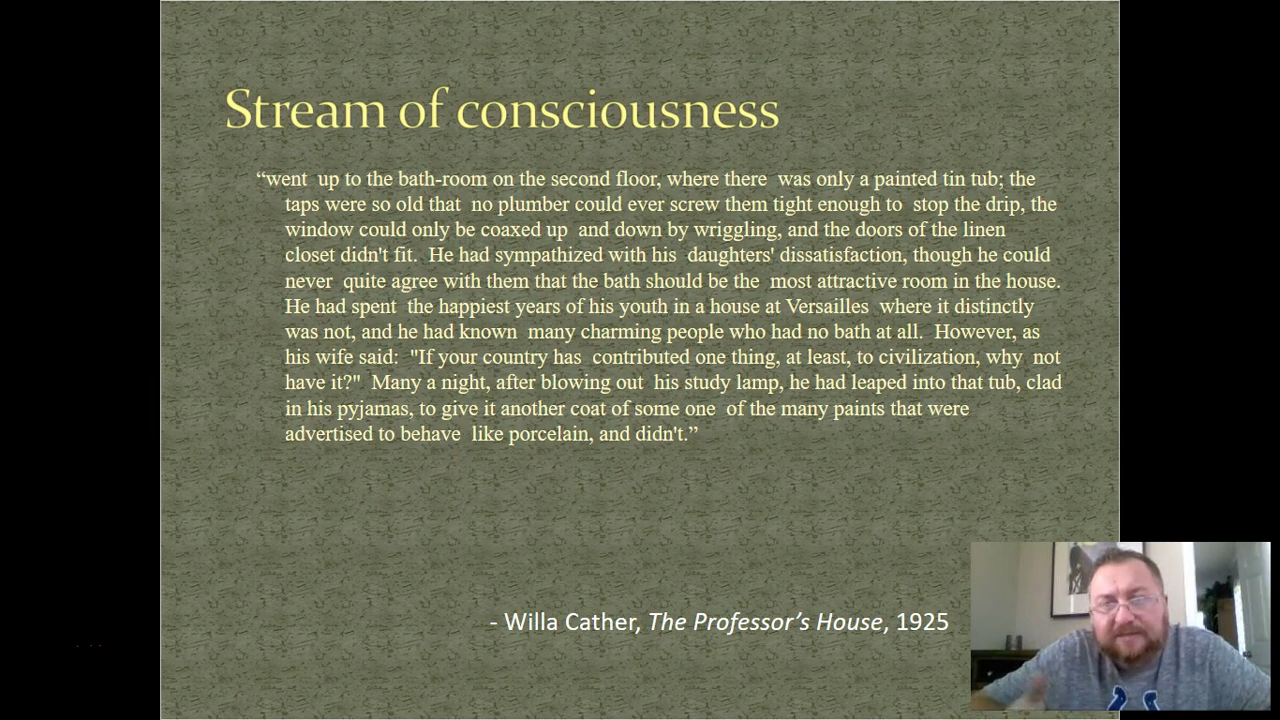 Stream of consciousness
“went up to the bath-room on the second floor, where there was only a painted tin tub; the
taps were so old that no plumber could ever screw them tight enough to stop the drip, the
window could only be coaxed up and down by wriggling, and the doors of the linen
closet didn't fit. He had sympathized with his daughters' dissatisfaction, though he could
never quite agree with them that the bath should be the most attractive room in the house.
He had spent the happiest years of his youth in a house at Versailles where it distinctly
was not, and he had known many charming people who had no bath at all. However, as
his wife said: "If your country has contributed one thing, at least, to civilization, why not
have it?" Many a night, after blowing out his study lamp, he had leaped into that tub, clad
in his pyjamas, to give it another coat of some one of the many paints that were
advertised to behave like porcelain, and didn't.”
- Willa Cather, The Professor’s House, 1925